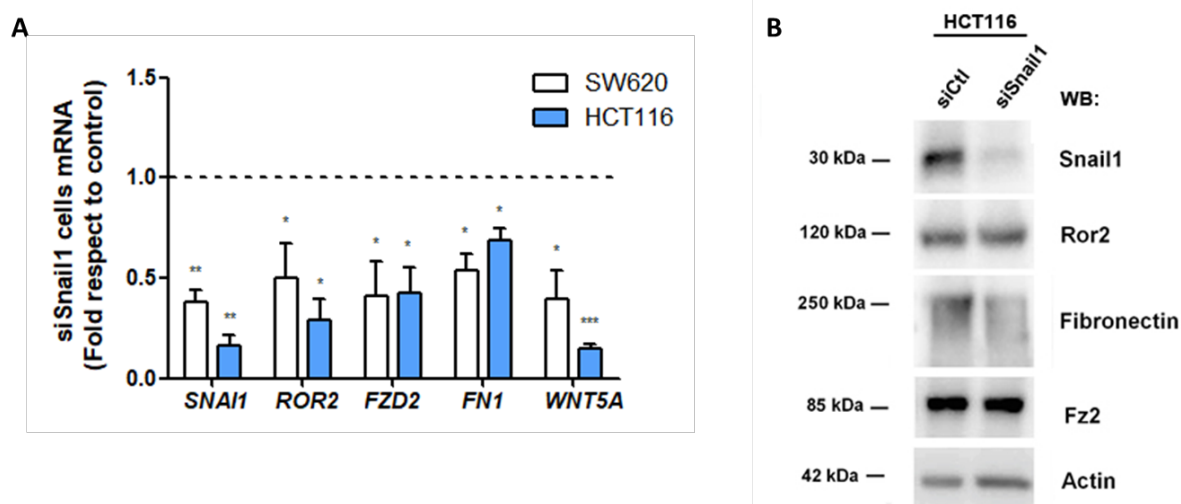 A
siSnail1 cells mRNA
(Fold respect to control)
1.5
1.0
0.5
0.0
SW620
HCT116
** ** * * * * * * * ***
SNAI1 ROR2 FZD2 FN1 WNT5A
B
HCT116
siCtl siSnail1 WB:
30 kDa Snail1
120 kDa Ror2
250 kDa Fibronectin
85 kDa Fz2
42 kDa Actin